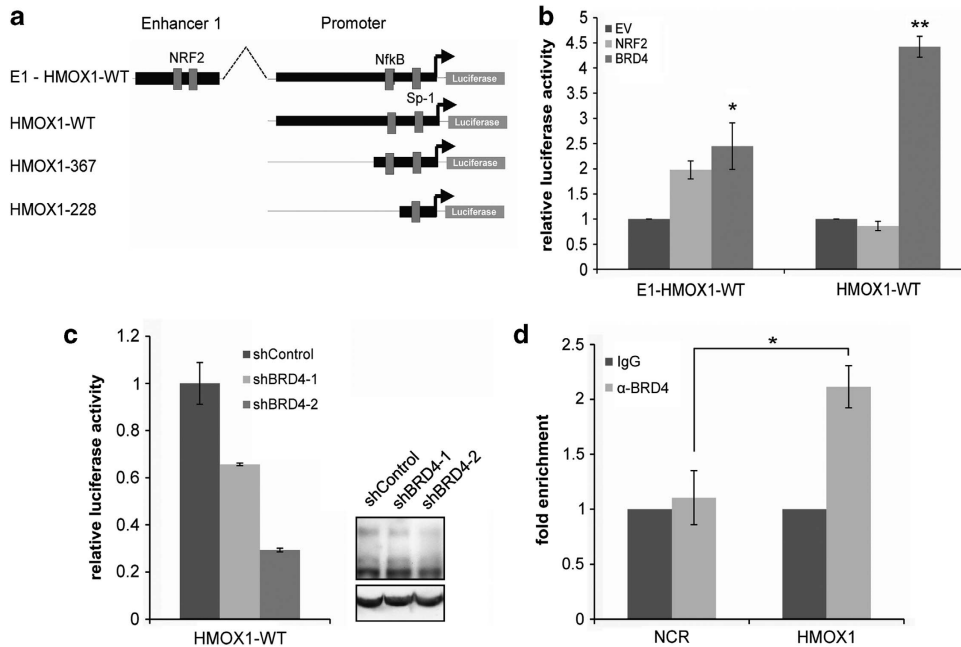 a
Enhancer 1
Promoter
NRF2
NfkB
E1 - HMOX1-WT
Luciferase
Sp-1
HMOX1-WT
Luciferase
HMOX1-367
Luciferase
HMOX1-228
Luciferase
b
relative luciferase activity
5
4.5
4
3.5
3
2.5
2
1.5
1
0.5
0
EV
NRF2
BRD4
*
**
E1-HMOX1-WT
HMOX1-WT
c
relative luciferase activity
1.2
1
0.8
0.6
0.4
0.2
0
shControl
shBRD4-1
shBRD4-2
HMOX1-WT
shControl
shBRD4-1
shBRD4-2
d
fold enrichment
2.5
2
1.5
1
0.5
0
IgG
α-BRD4
*
NCR
HMOX1